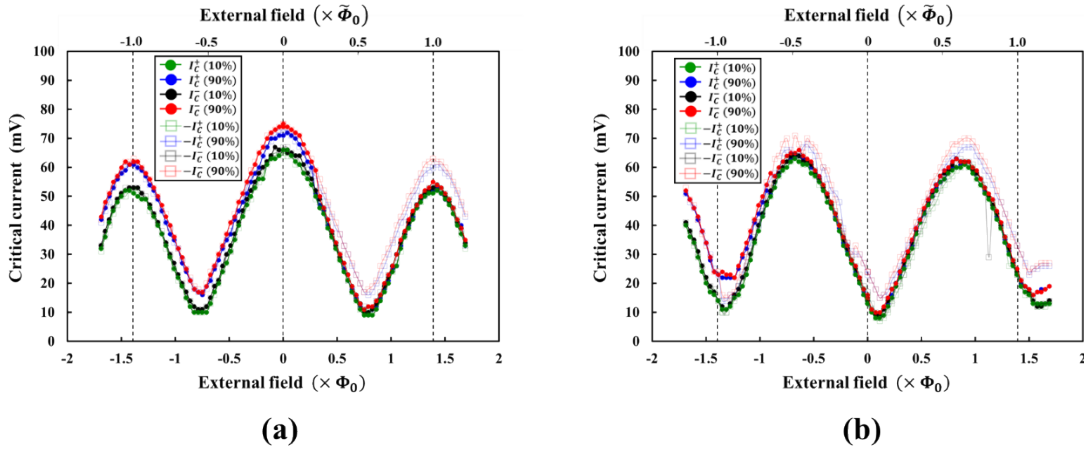 External field (× Φ̃₀)
-1.0 -0.5 0 0.5 1.0
100
90
80
70
60
50
40
30
20
10
0
Critical current (mV)
I_C^+ (10%)
I_C^+ (90%)
I_C^- (10%)
I_C^- (90%)
−I_C^+ (10%)
−I_C^+ (90%)
−I_C^- (10%)
−I_C^- (90%)
-2 -1.5 -1 -0.5 0 0.5 1 1.5 2
External field (× Φ₀)
(a)
External field (× Φ̃₀)
-1.0 -0.5 0 0.5 1.0
100
90
80
70
60
50
40
30
20
10
0
Critical current (mV)
I_C^+ (10%)
I_C^+ (90%)
I_C^- (10%)
I_C^- (90%)
−I_C^+ (10%)
−I_C^+ (90%)
−I_C^- (10%)
−I_C^- (90%)
-2 -1.5 -1 -0.5 0 0.5 1 1.5 2
External field (× Φ₀)
(b)